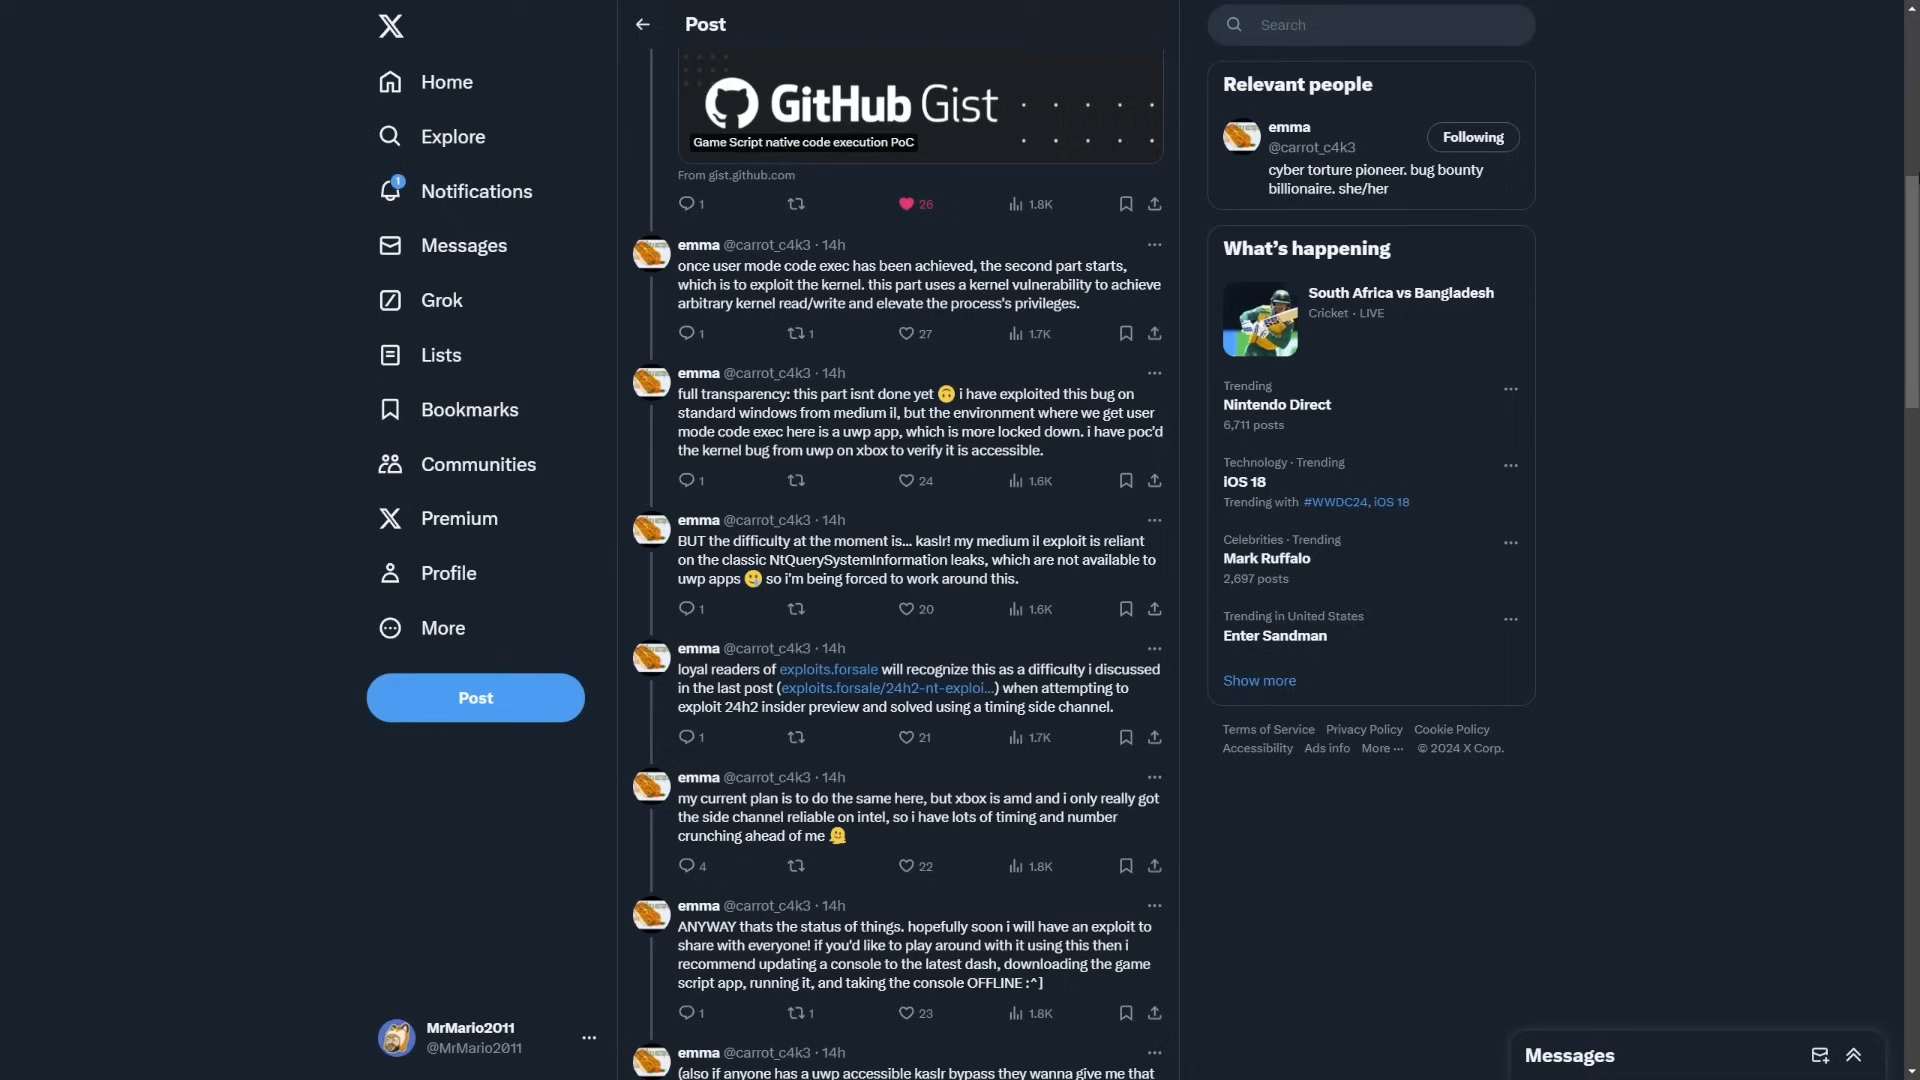 Home
Explore
1
Notifications
Messages
Grok
Lists
Bookmarks
Communities
Premium
Profile
More
Post
MrMario2011
@MrMario2011
Post
GitHub Gist
Game Script native code execution PoC
From gist.github.com
1 26 1.8K
emma @carrot_c4k3 · 14h
once user mode code exec has been achieved, the second part starts,
which is to exploit the kernel. this part uses a kernel vulnerability to achieve
arbitrary kernel read/write and elevate the process's privileges.
1 1 27 1.7K
emma @carrot_c4k3 · 14h
full transparency: this part isnt done yet 🙃 i have exploited this bug on
standard windows from medium il, but the environment where we get user
mode code exec here is a uwp app, which is more locked down. i have poc'd
the kernel bug from uwp on xbox to verify it is accessible.
1 24 1.6K
emma @carrot_c4k3 · 14h
BUT the difficulty at the moment is... kaslr! my medium il exploit is reliant
on the classic NtQuerySystemInformation leaks, which are not available to
uwp apps 🥲 so i'm being forced to work around this.
1 20 1.6K
emma @carrot_c4k3 · 14h
loyal readers of exploits.forsale will recognize this as a difficulty i discussed
in the last post (exploits.forsale/24h2-nt-exploi...) when attempting to
exploit 24h2 insider preview and solved using a timing side channel.
1 21 1.7K
emma @carrot_c4k3 · 14h
my current plan is to do the same here, but xbox is amd and i only really got
the side channel reliable on intel, so i have lots of timing and number
crunching ahead of me 🫠
4 22 1.8K
emma @carrot_c4k3 · 14h
ANYWAY thats the status of things. hopefully soon i will have an exploit to
share with everyone! if you'd like to play around with it using this then i
recommend updating a console to the latest dash, downloading the game
script app, running it, and taking the console OFFLINE :^]
1 1 23 1.8K
emma @carrot_c4k3 · 14h
(also if anyone has a uwp accessible kaslr bypass they wanna give me that
Search
Relevant people
emma
@carrot_c4k3
Following
cyber torture pioneer. bug bounty
billionaire. she/her
What's happening
South Africa vs Bangladesh
Cricket · LIVE
Trending
Nintendo Direct
6,711 posts
Technology · Trending
iOS 18
Trending with #WWDC24, iOS 18
Celebrities · Trending
Mark Ruffalo
2,697 posts
Trending in United States
Enter Sandman
Show more
Terms of Service Privacy Policy Cookie Policy
Accessibility Ads info More ··· © 2024 X Corp.
Messages